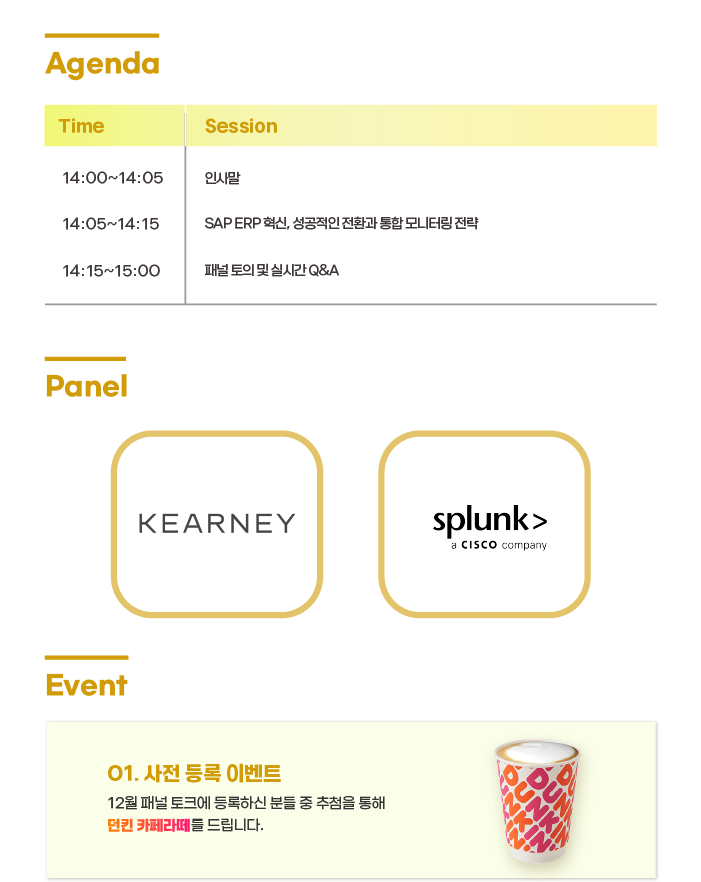 Agenda
Time Session
14:00~14:05 인사말
14:05~14:15 SAP ERP 혁신, 성공적인 전환과 통합 모니터링 전략
14:15~15:00 패널 토의 및 실시간 Q&A
Panel
KEARNEY
splunk>
a CISCO company
Event
01. 사전 등록 이벤트
12월 패널 토크에 등록하신 분들 중 추첨을 통해
던킨 카페라떼를 드립니다.
DUNKIN'